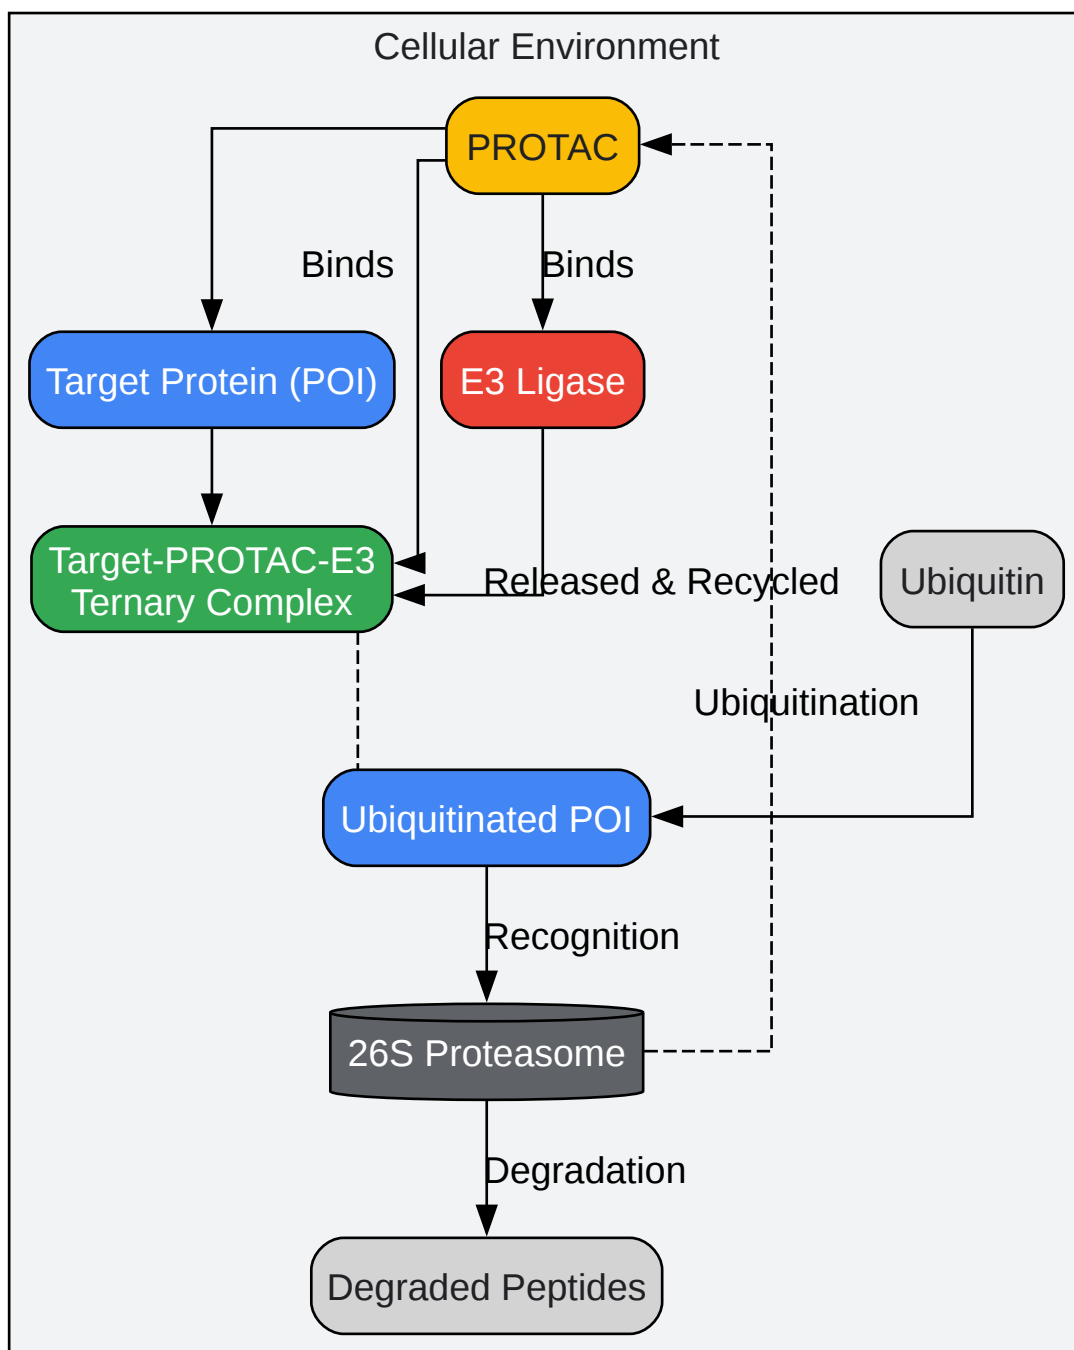 Cellular Environment
PROTAC
Binds
Binds
Target Protein (POI)
E3 Ligase
Target-PROTAC-E3
Ternary Complex
Released & Recycled
Ubiquitin
Ubiquitination
Ubiquitinated POI
Recognition
26S Proteasome
Degradation
Degraded Peptides